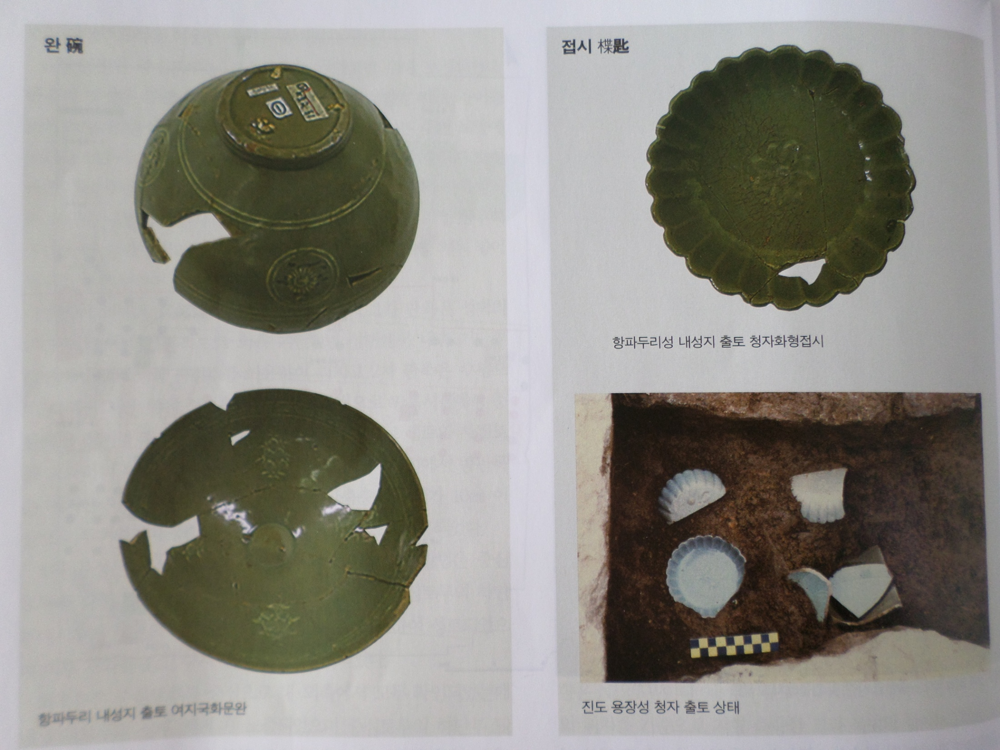 완 碗
항파두리 내성지 출토 여지국화문완
접시 楪匙
항파두리성 내성지 출토 청자화형접시
진도 용장성 청자 출토 상태